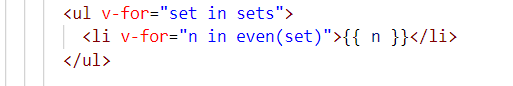 <ul v-for="set in sets">
<li v-for="n in even(set)">{{ n }}</li>
</ul>